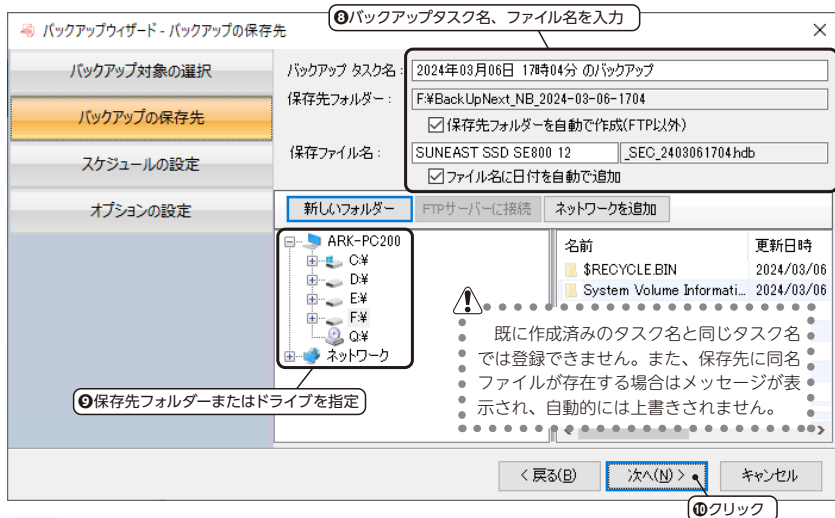 ❽バックアップタスク名、ファイル名を入力
バックアップウィザード - バックアップの保存先
バックアップ対象の選択
バックアップの保存先
スケジュールの設定
オプションの設定
バックアップ タスク名：
2024年03月06日 17時04分 のバックアップ
保存先フォルダー：
F:¥BackUpNext_NB_2024-03-06-1704
保存先フォルダーを自動で作成(FTP以外)
保存ファイル名：
SUNEAST SSD SE800 12
_SEC_2403061704.hdb
ファイル名に日付を自動で追加
新しいフォルダー
FTPサーバーに接続
ネットワークを追加
ARK-PC200
C:¥
D:¥
E:¥
F:¥
Q:¥
ネットワーク
名前
更新日時
$RECYCLE.BIN
2024/03/06
System Volume Informati...
2024/03/06
既に作成済みのタスク名と同じタスク名
では登録できません。また、保存先に同名
ファイルが存在する場合はメッセージが表
示され、自動的には上書きされません。
❾保存先フォルダーまたはドライブを指定
< 戻る(B)
次へ(N) >
キャンセル
❿クリック